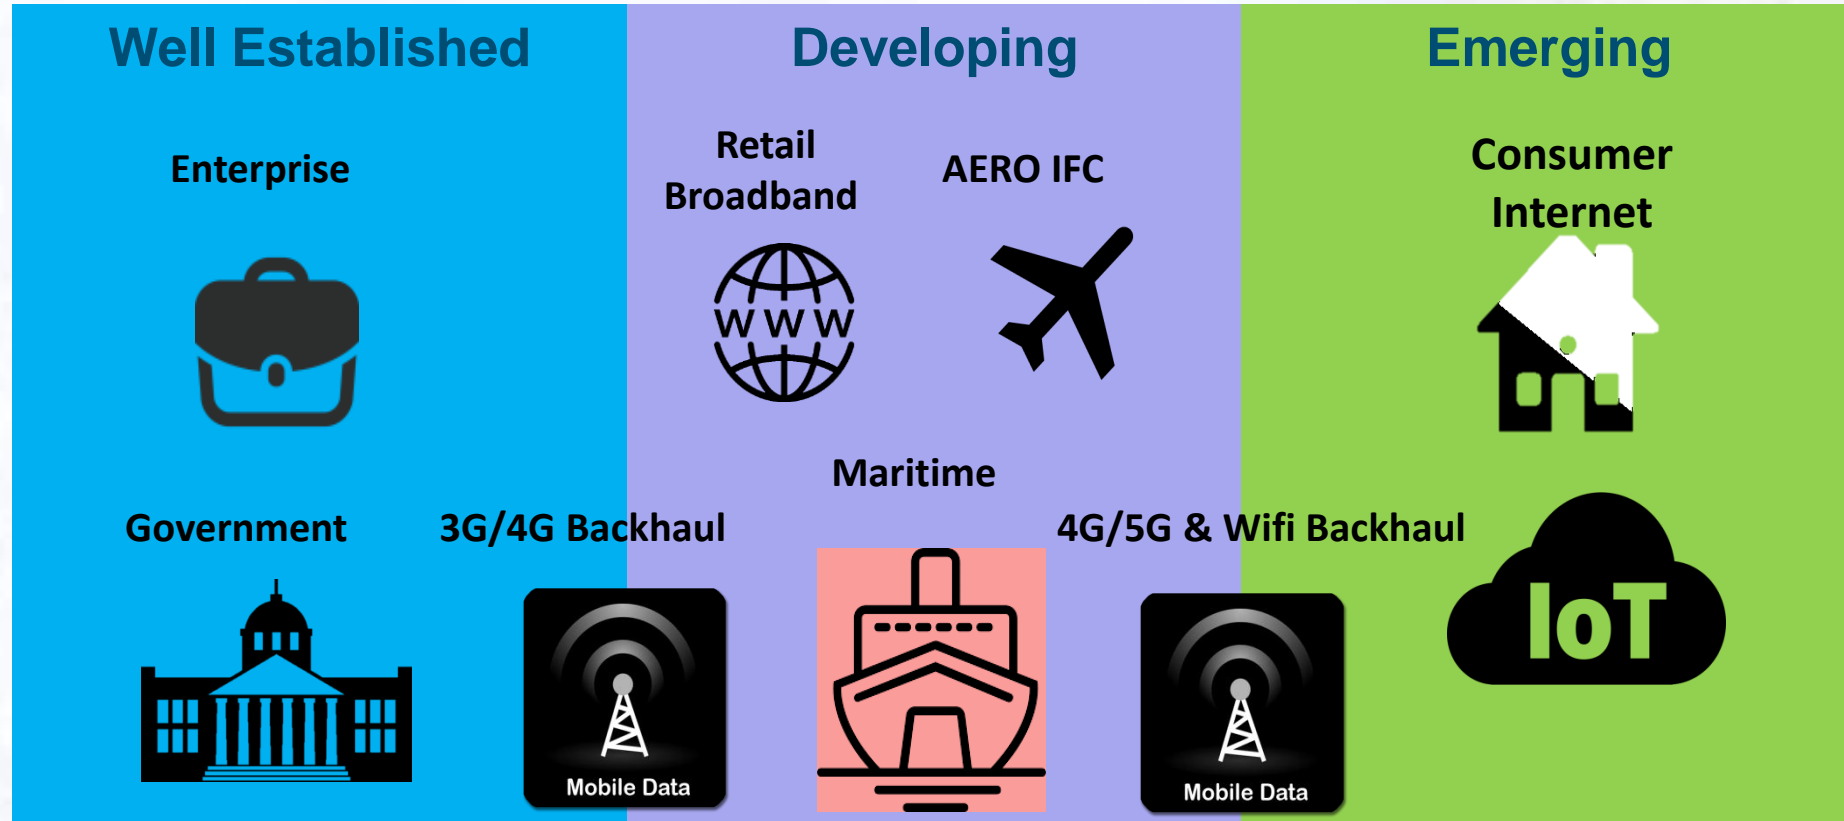 Well Established
Developing
Emerging
Enterprise
Retail
Broadband
AERO IFC
Consumer
Internet
WWW
Maritime
Government
3G/4G Backhaul
4G/5G & Wifi Backhaul
IoT
Mobile Data
Mobile Data